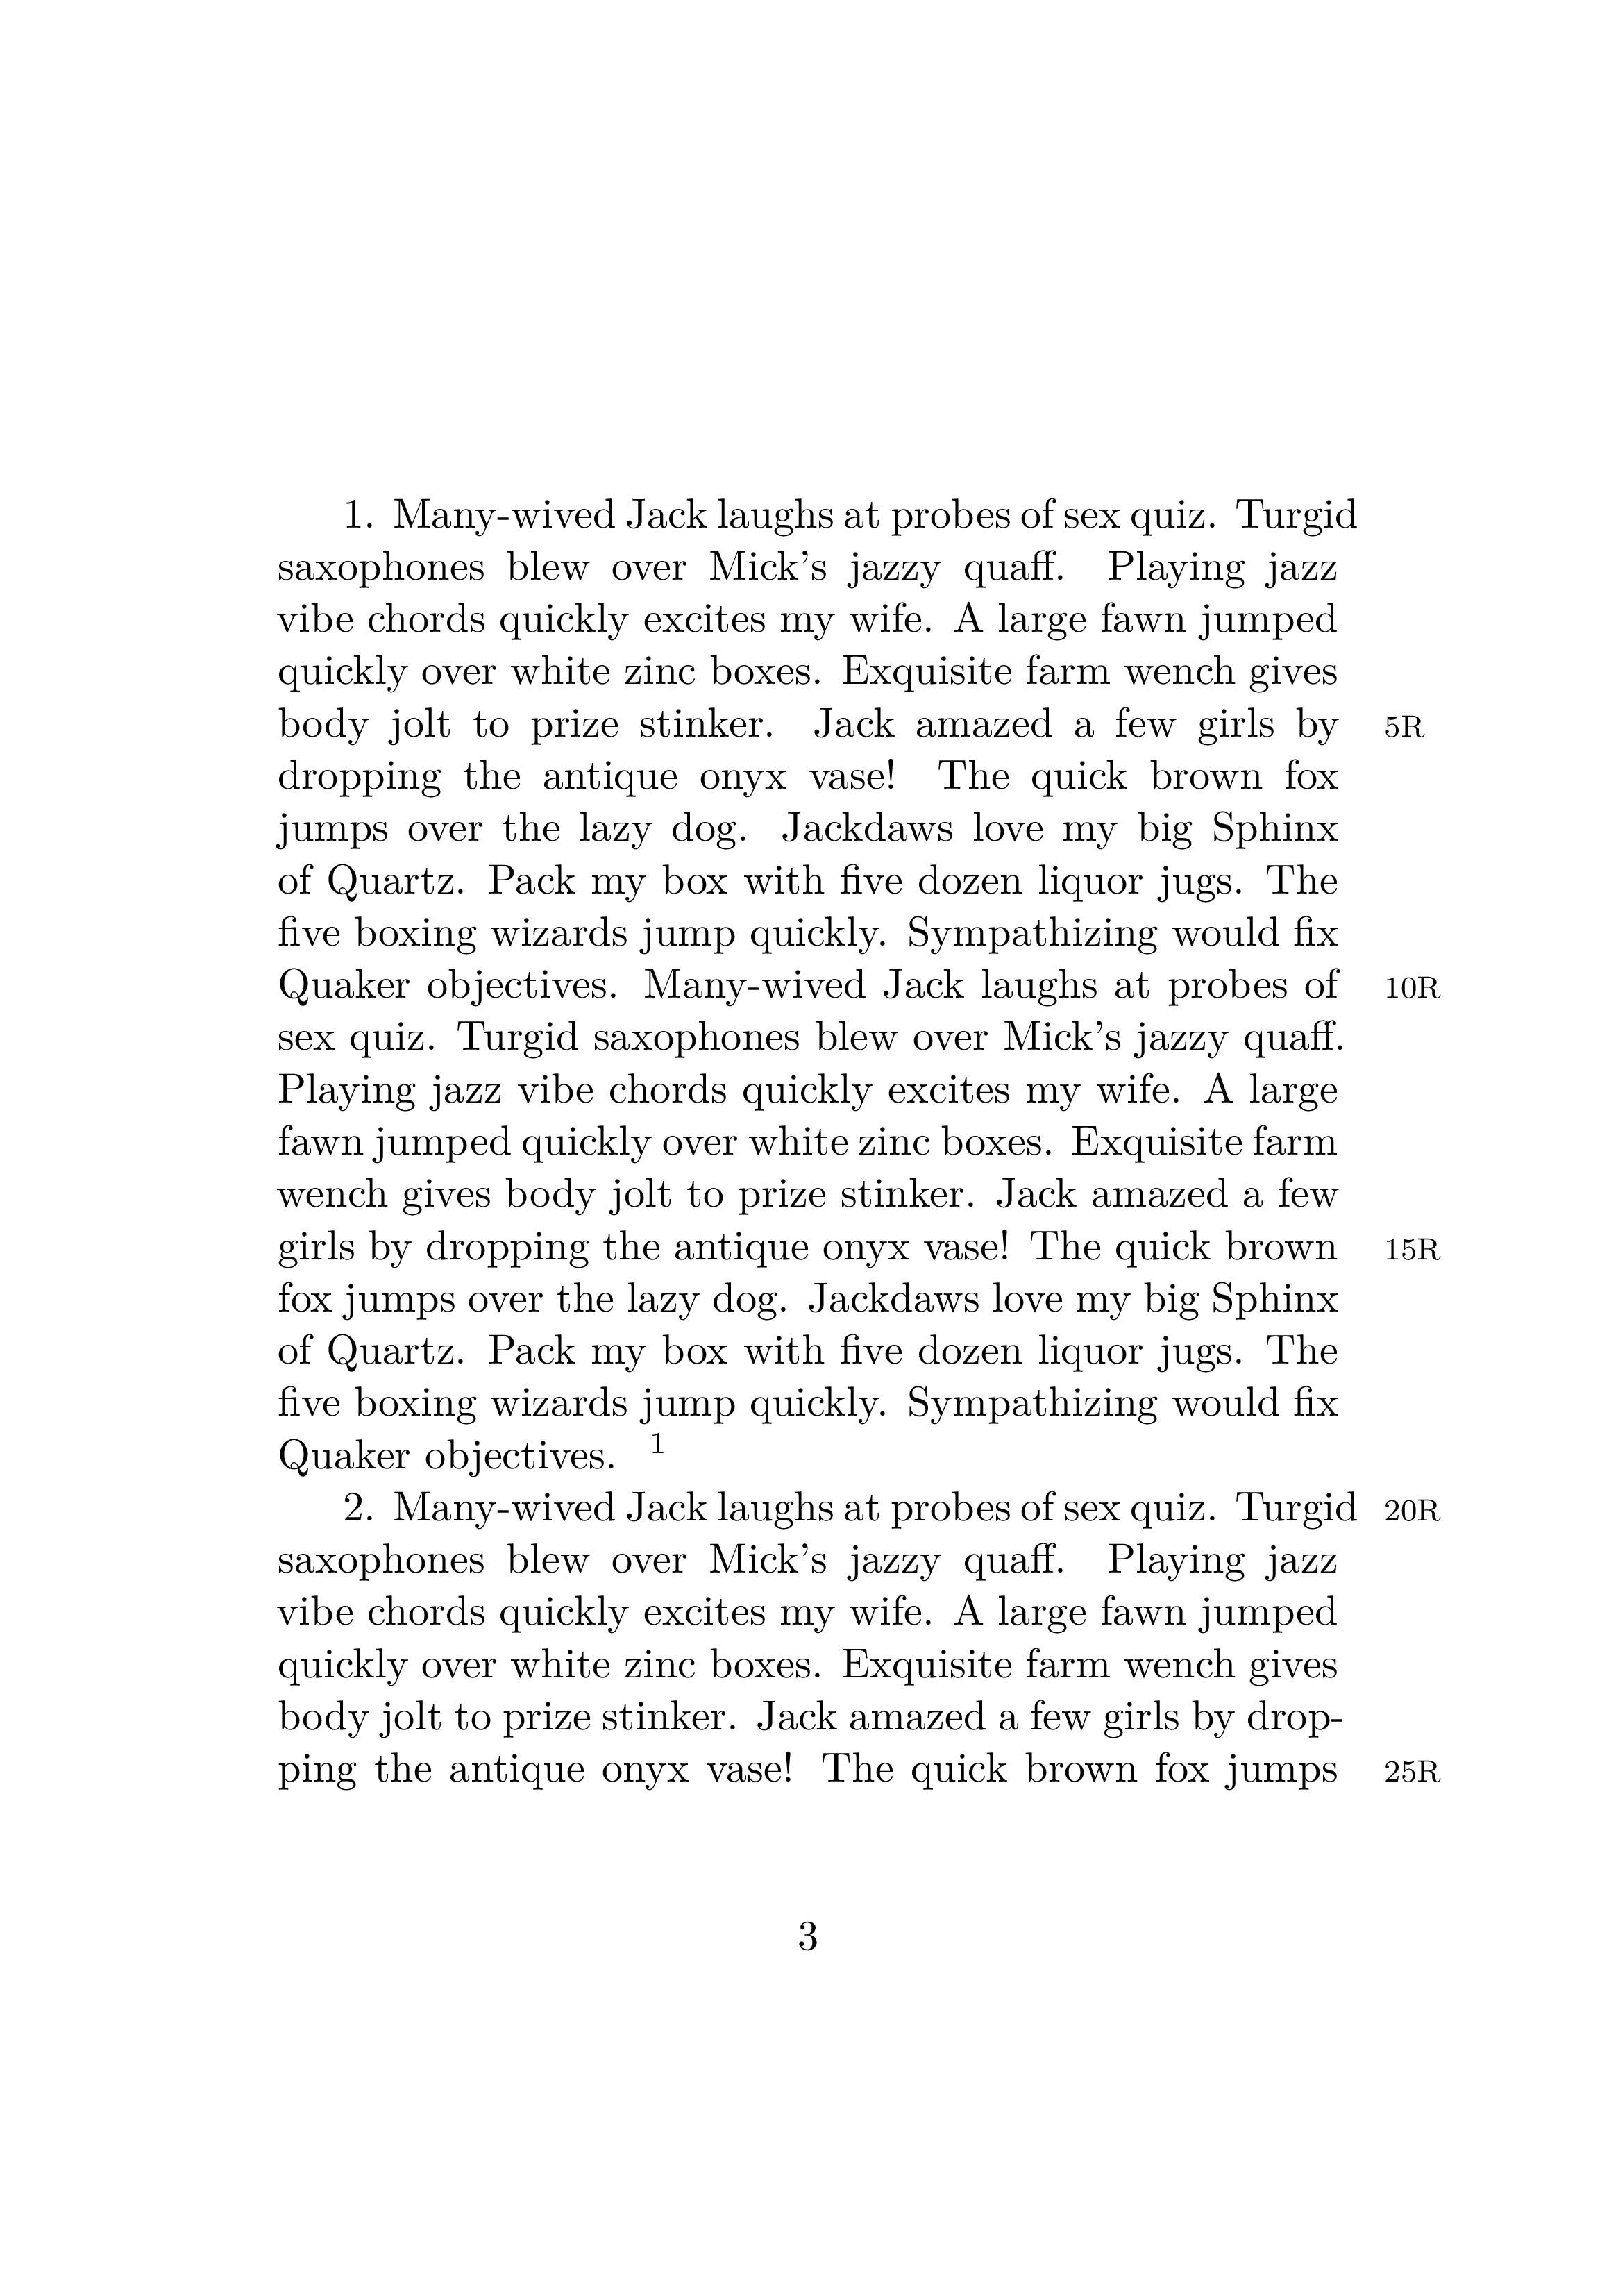 1. Many-wived Jack laughs at probes of sex quiz. Turgid
saxophones blew over Mick's jazzy quaff. Playing jazz
vibe chords quickly excites my wife. A large fawn jumped
quickly over white zinc boxes. Exquisite farm wench gives
body jolt to prize stinker. Jack amazed a few girls by 5R
dropping the antique onyx vase! The quick brown fox
jumps over the lazy dog. Jackdaws love my big Sphinx
of Quartz. Pack my box with five dozen liquor jugs. The
five boxing wizards jump quickly. Sympathizing would fix
Quaker objectives. Many-wived Jack laughs at probes of 10R
sex quiz. Turgid saxophones blew over Mick's jazzy quaff.
Playing jazz vibe chords quickly excites my wife. A large
fawn jumped quickly over white zinc boxes. Exquisite farm
wench gives body jolt to prize stinker. Jack amazed a few
girls by dropping the antique onyx vase! The quick brown 15R
fox jumps over the lazy dog. Jackdaws love my big Sphinx
of Quartz. Pack my box with five dozen liquor jugs. The
five boxing wizards jump quickly. Sympathizing would fix
Quaker objectives. 1
2. Many-wived Jack laughs at probes of sex quiz. Turgid 20R
saxophones blew over Mick's jazzy quaff. Playing jazz
vibe chords quickly excites my wife. A large fawn jumped
quickly over white zinc boxes. Exquisite farm wench gives
body jolt to prize stinker. Jack amazed a few girls by drop-
ping the antique onyx vase! The quick brown fox jumps 25R
3